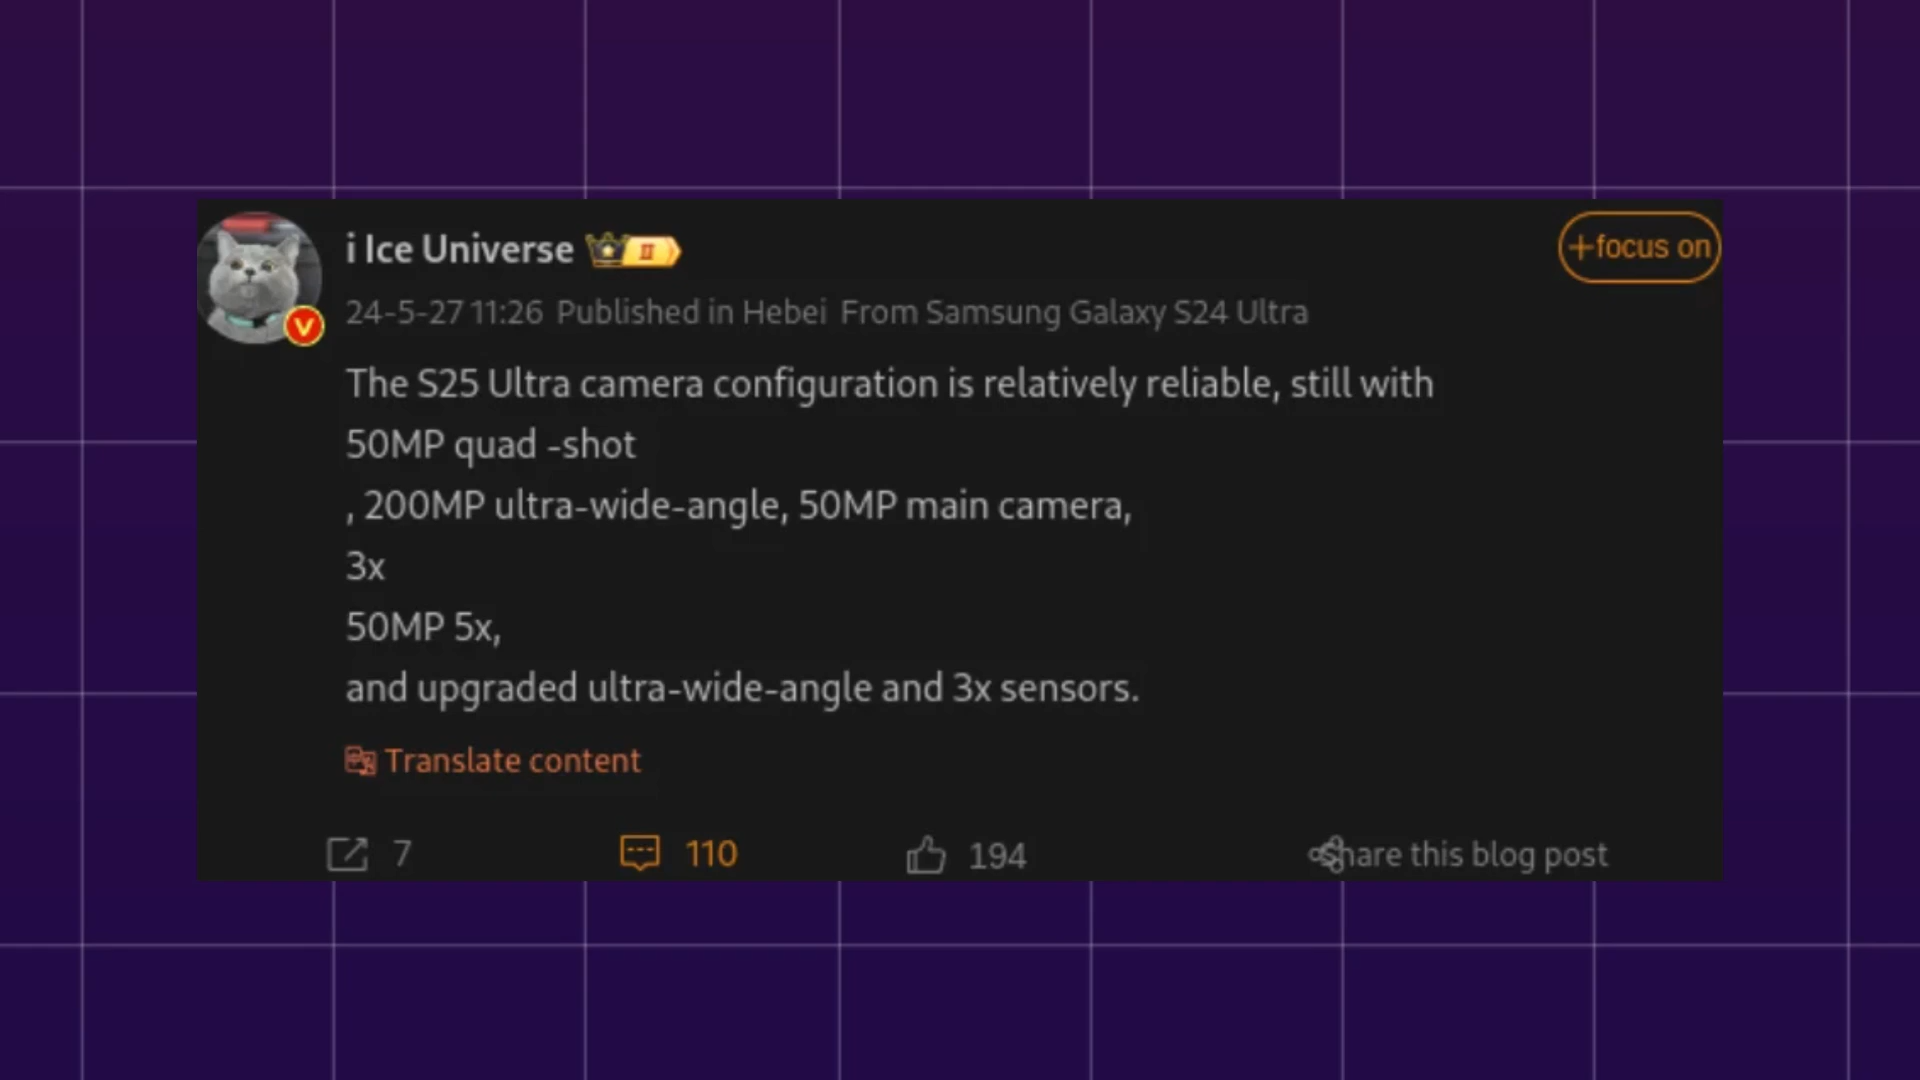 i Ice Universe II
+focus on
24-5-27 11:26 Published in Hebei From Samsung Galaxy S24 Ultra
The S25 Ultra camera configuration is relatively reliable, still with
50MP quad -shot
, 200MP ultra-wide-angle, 50MP main camera,
3x
50MP 5x,
and upgraded ultra-wide-angle and 3x sensors.
Translate content
7 110 194 Share this blog post